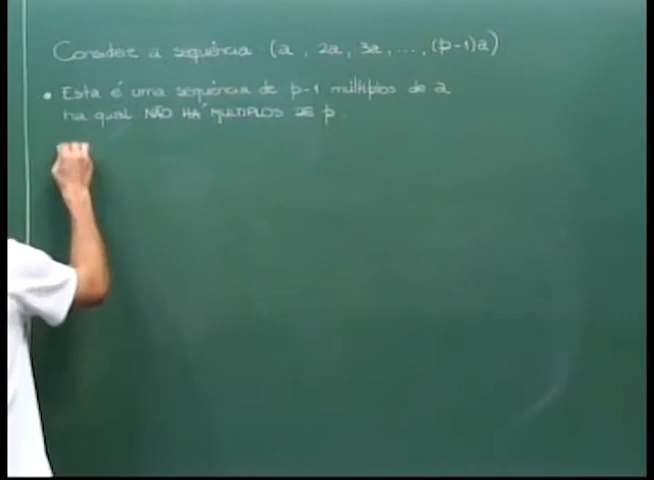 Considere a sequência (a, 2a, 3a, ..., (p-1)a)
• Esta é uma sequência de p-1 múltiplos de a
na qual NÃO HÁ MÚLTIPLOS DE p.